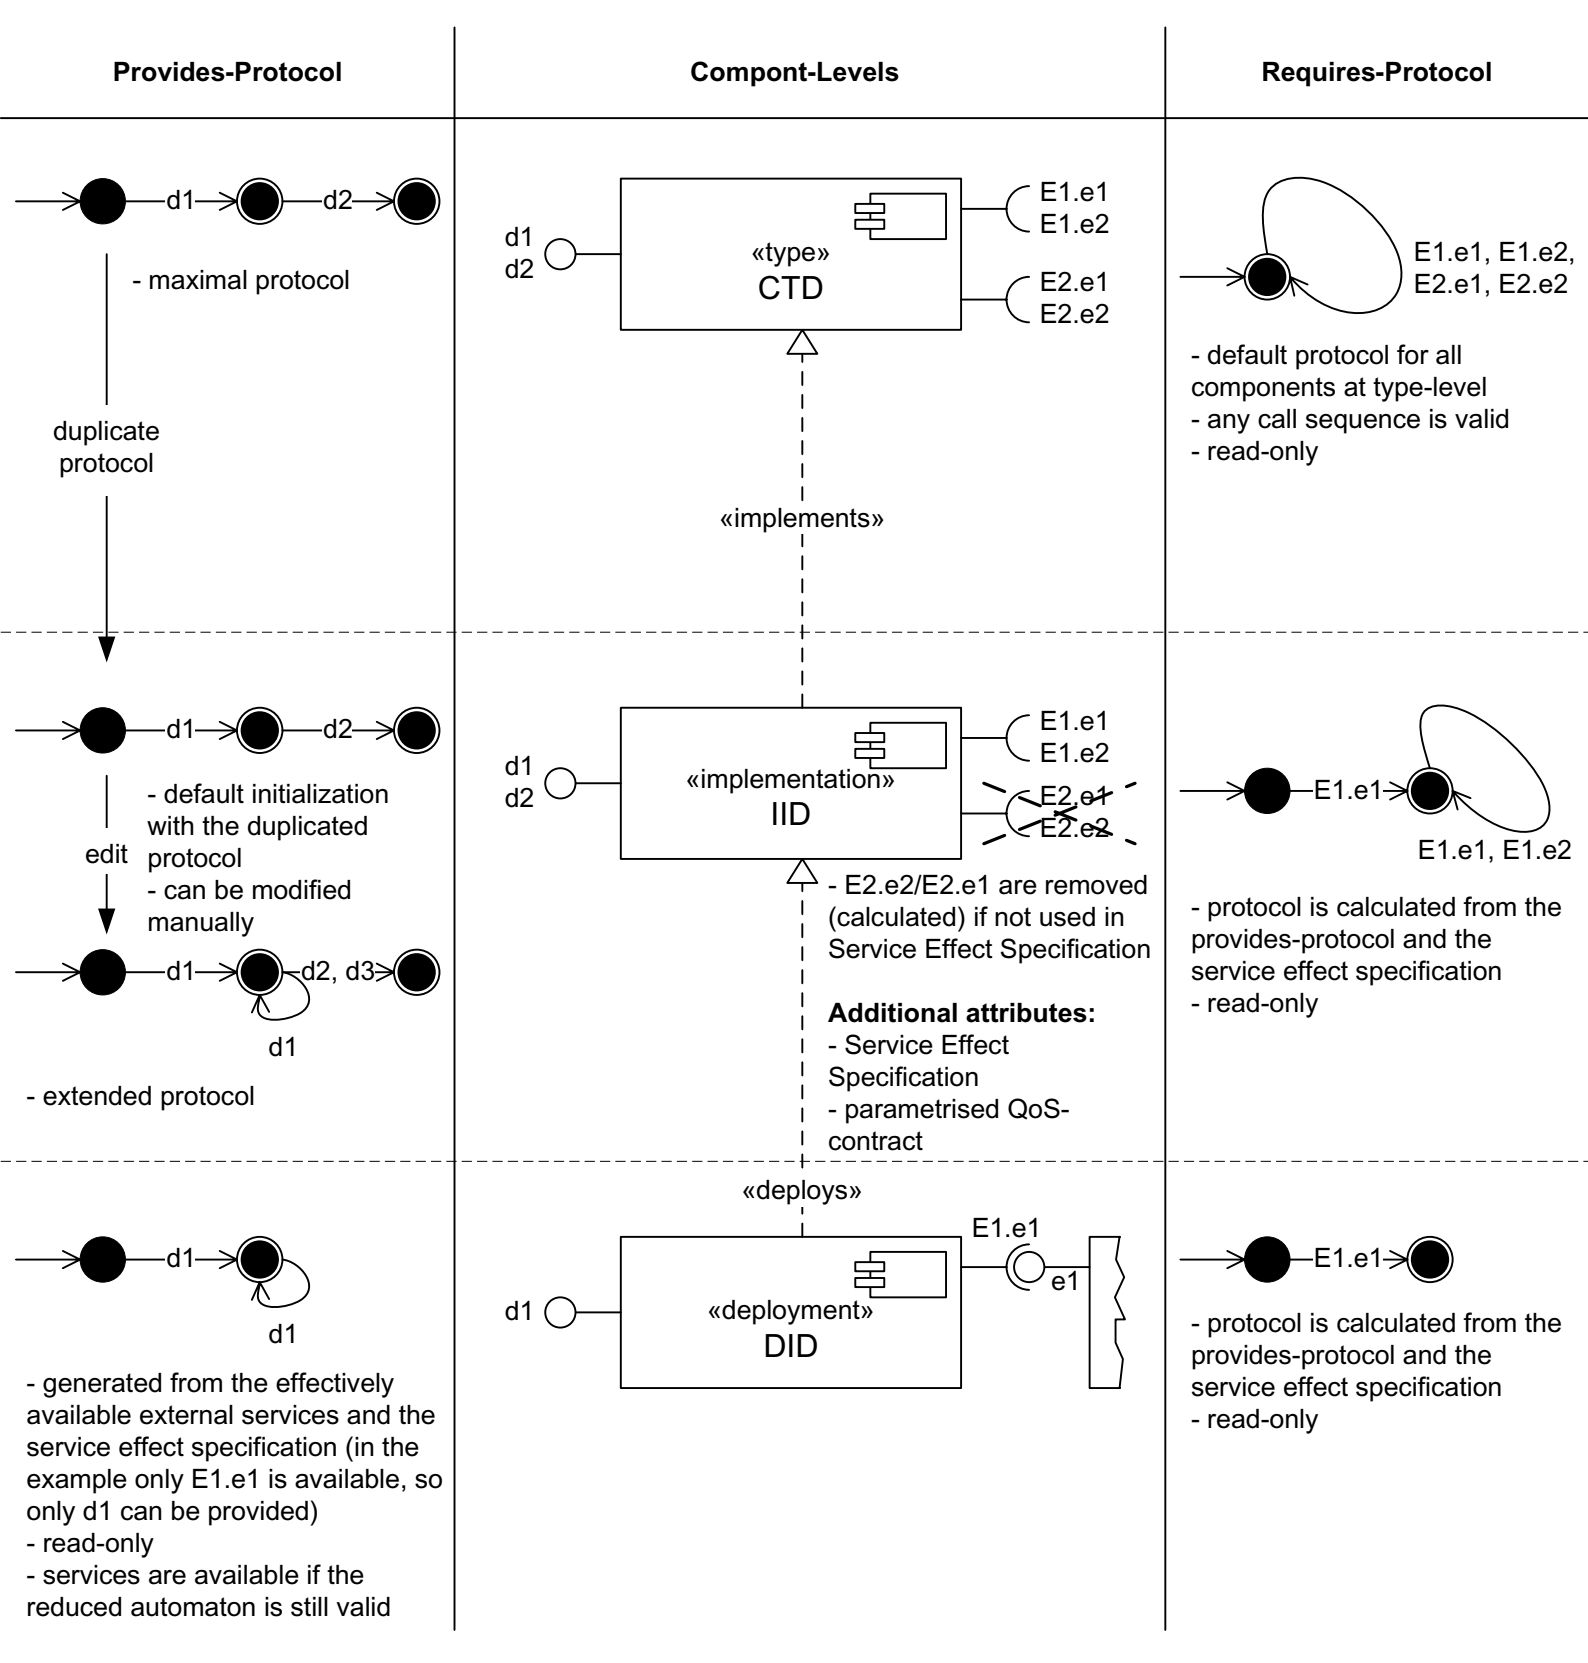 Provides-Protocol
Compont-Levels
Requires-Protocol
d1
d2
- maximal protocol
duplicate
protocol
d1
d2
«type»
CTD
E1.e1
E1.e2
E2.e1
E2.e2
«implements»
E1.e1, E1.e2,
E2.e1, E2.e2
- default protocol for all
components at type-level
- any call sequence is valid
- read-only
d1
d2
- default initialization
with the duplicated
protocol
- can be modified
manually
edit
d1
d2, d3
d1
- extended protocol
d1
d2
«implementation»
IID
E1.e1
E1.e2
E2.e1
E2.e2
- E2.e2/E2.e1 are removed
(calculated) if not used in
Service Effect Specification
Additional attributes:
- Service Effect
Specification
- parametrised QoS-
contract
E1.e1
E1.e1, E1.e2
- protocol is calculated from the
provides-protocol and the
service effect specification
- read-only
d1
d1
- generated from the effectively
available external services and the
service effect specification (in the
example only E1.e1 is available, so
only d1 can be provided)
- read-only
- services are available if the
reduced automaton is still valid
«deploys»
d1
«deployment»
DID
E1.e1
e1
E1.e1
- protocol is calculated from the
provides-protocol and the
service effect specification
- read-only